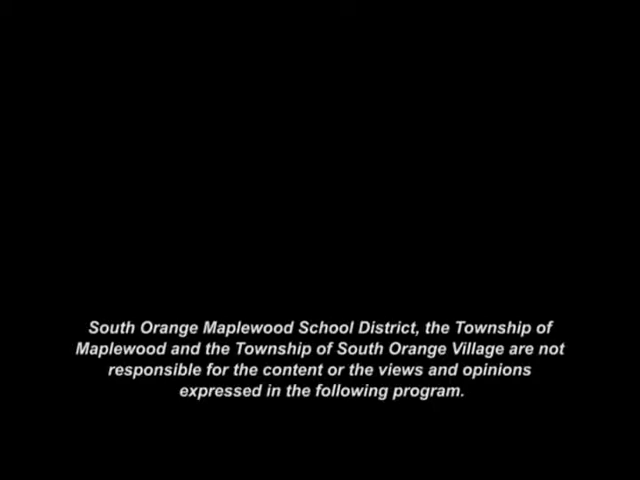 South Orange Maplewood School District, the Township of
Maplewood and the Township of South Orange Village are not
responsible for the content or the views and opinions
expressed in the following program.